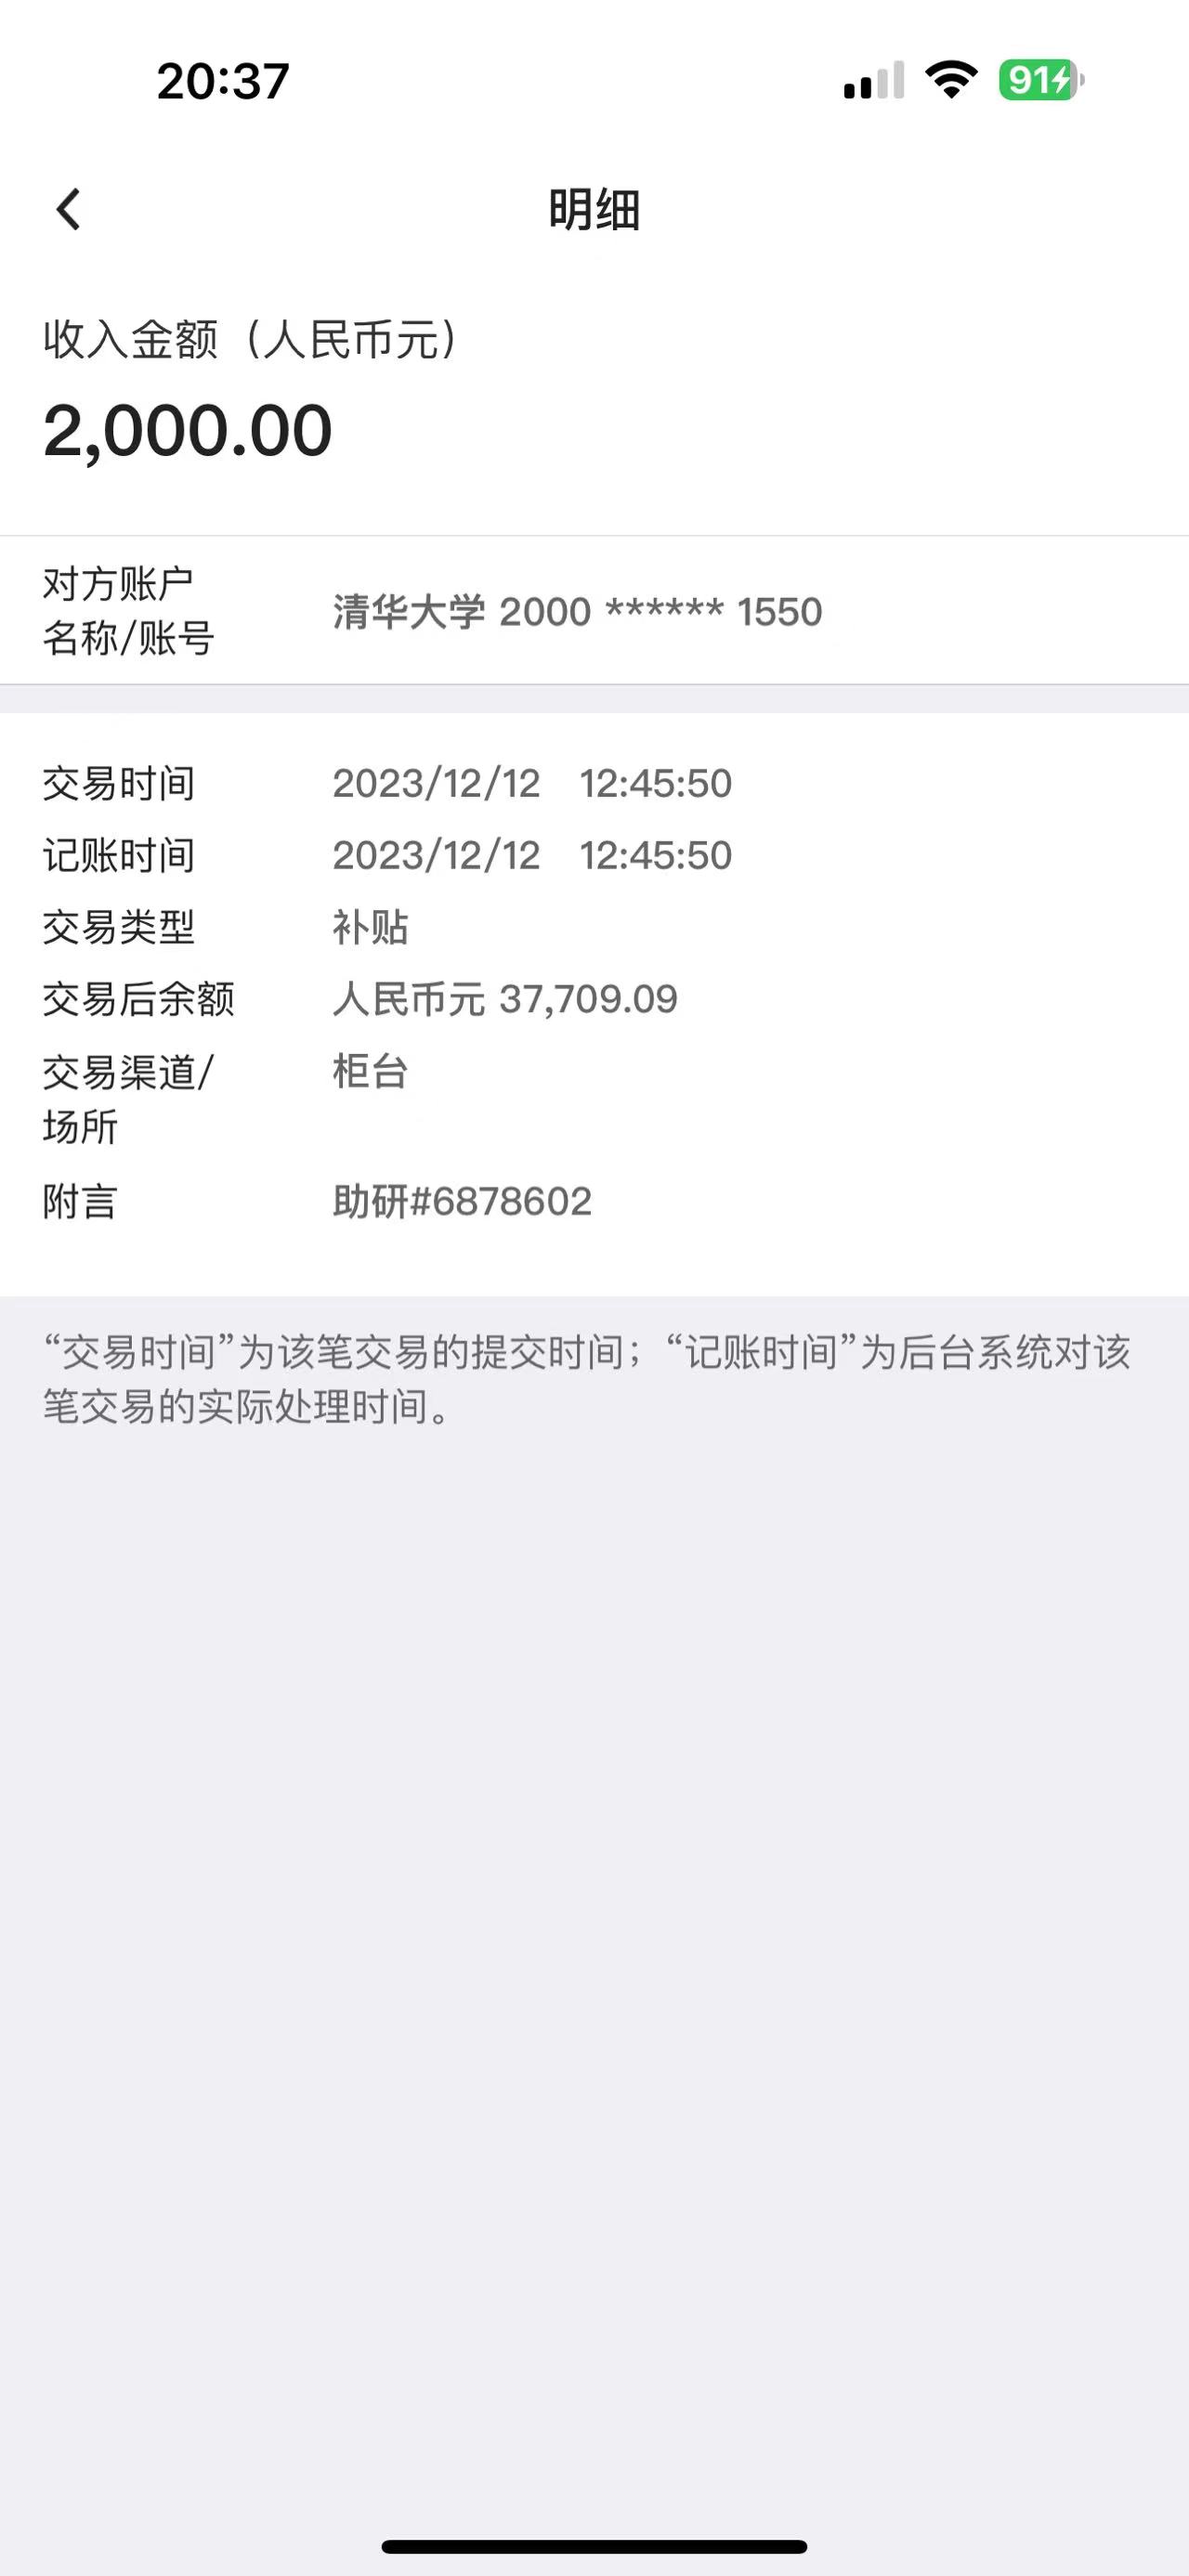 20:37
91
明细
收入金额（人民币元）
2,000.00
对方账户
名称/账号
清华大学 2000 ****** 1550
交易时间 2023/12/12 12:45:50
记账时间 2023/12/12 12:45:50
交易类型 补贴
交易后余额 人民币元 37,709.09
交易渠道/ 柜台
场所
附言 助研#6878602
“交易时间”为该笔交易的提交时间；“记账时间”为后台系统对该
笔交易的实际处理时间。